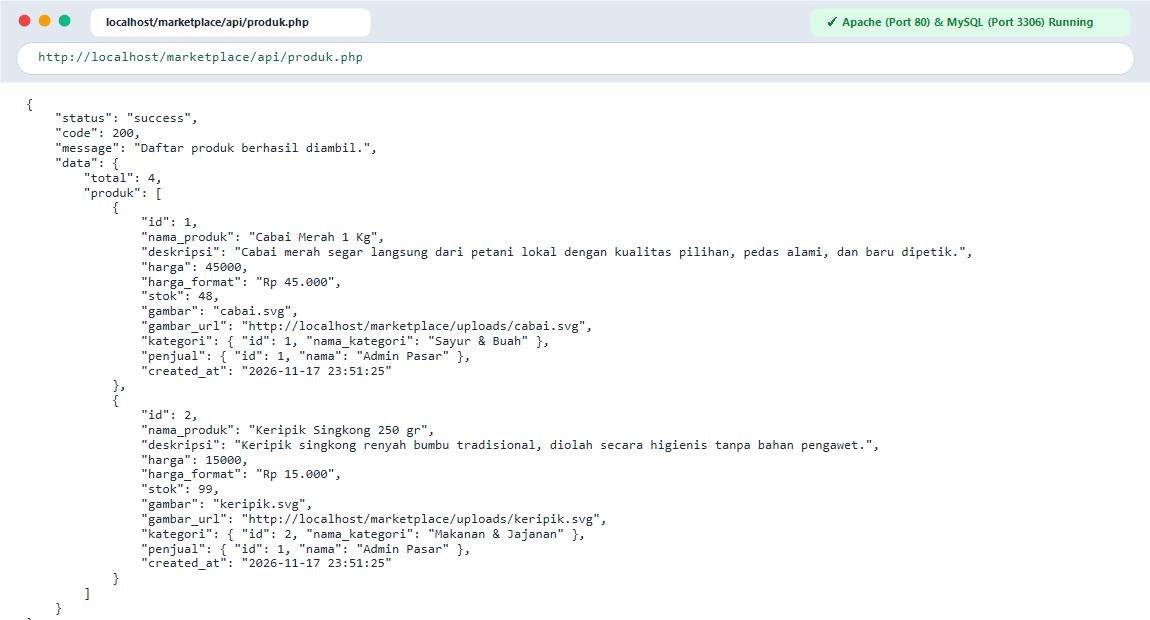 localhost/marketplace/api/produk.php
✓ Apache (Port 80) & MySQL (Port 3306) Running
http://localhost/marketplace/api/produk.php
{
    "status": "success",
    "code": 200,
    "message": "Daftar produk berhasil diambil.",
    "data": {
        "total": 4,
        "produk": [
            {
                "id": 1,
                "nama_produk": "Cabai Merah 1 Kg",
                "deskripsi": "Cabai merah segar langsung dari petani lokal dengan kualitas pilihan, pedas alami, dan baru dipetik.",
                "harga": 45000,
                "harga_format": "Rp 45.000",
                "stok": 48,
                "gambar": "cabai.svg",
                "gambar_url": "http://localhost/marketplace/uploads/cabai.svg",
                "kategori": { "id": 1, "nama_kategori": "Sayur & Buah" },
                "penjual": { "id": 1, "nama": "Admin Pasar" },
                "created_at": "2026-11-17 23:51:25"
            },
            {
                "id": 2,
                "nama_produk": "Keripik Singkong 250 gr",
                "deskripsi": "Keripik singkong renyah bumbu tradisional, diolah secara higienis tanpa bahan pengawet.",
                "harga": 15000,
                "harga_format": "Rp 15.000",
                "stok": 99,
                "gambar": "keripik.svg",
                "gambar_url": "http://localhost/marketplace/uploads/keripik.svg",
                "kategori": { "id": 2, "nama_kategori": "Makanan & Jajanan" },
                "penjual": { "id": 1, "nama": "Admin Pasar" },
                "created_at": "2026-11-17 23:51:25"
            }
        ]
    }